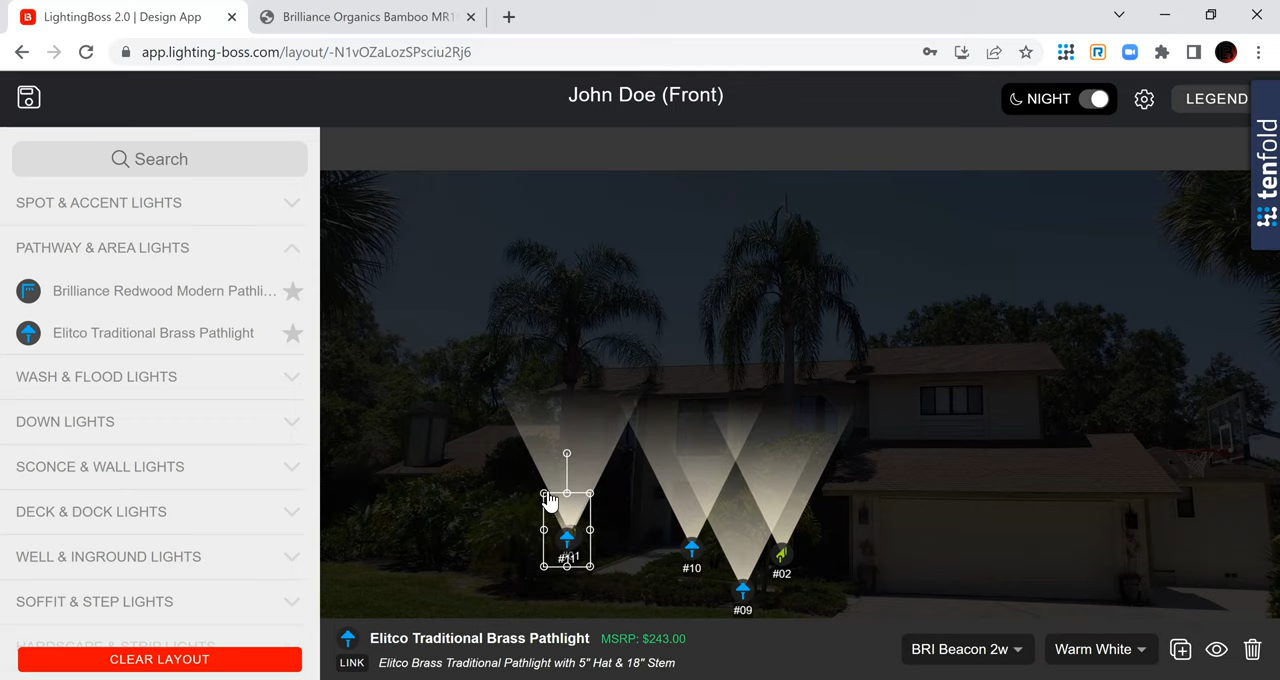 LightingBoss 2.0 | Design App
Brilliance Organics Bamboo MR1
app.lighting-boss.com/layout/-N1vOZaLozSPsciu2Rj6
John Doe (Front)
NIGHT
LEGEND
tenfold
Search
SPOT & ACCENT LIGHTS
PATHWAY & AREA LIGHTS
Brilliance Redwood Modern Pathli...
Elitco Traditional Brass Pathlight
WASH & FLOOD LIGHTS
DOWN LIGHTS
SCONCE & WALL LIGHTS
DECK & DOCK LIGHTS
WELL & INGROUND LIGHTS
SOFFIT & STEP LIGHTS
HARDSCAPE & STRIP LIGHTS
CLEAR LAYOUT
#11
#10
#02
#09
Elitco Traditional Brass Pathlight MSRP: $243.00
LINK Elitco Brass Traditional Pathlight with 5" Hat & 18" Stem
BRI Beacon 2w
Warm White